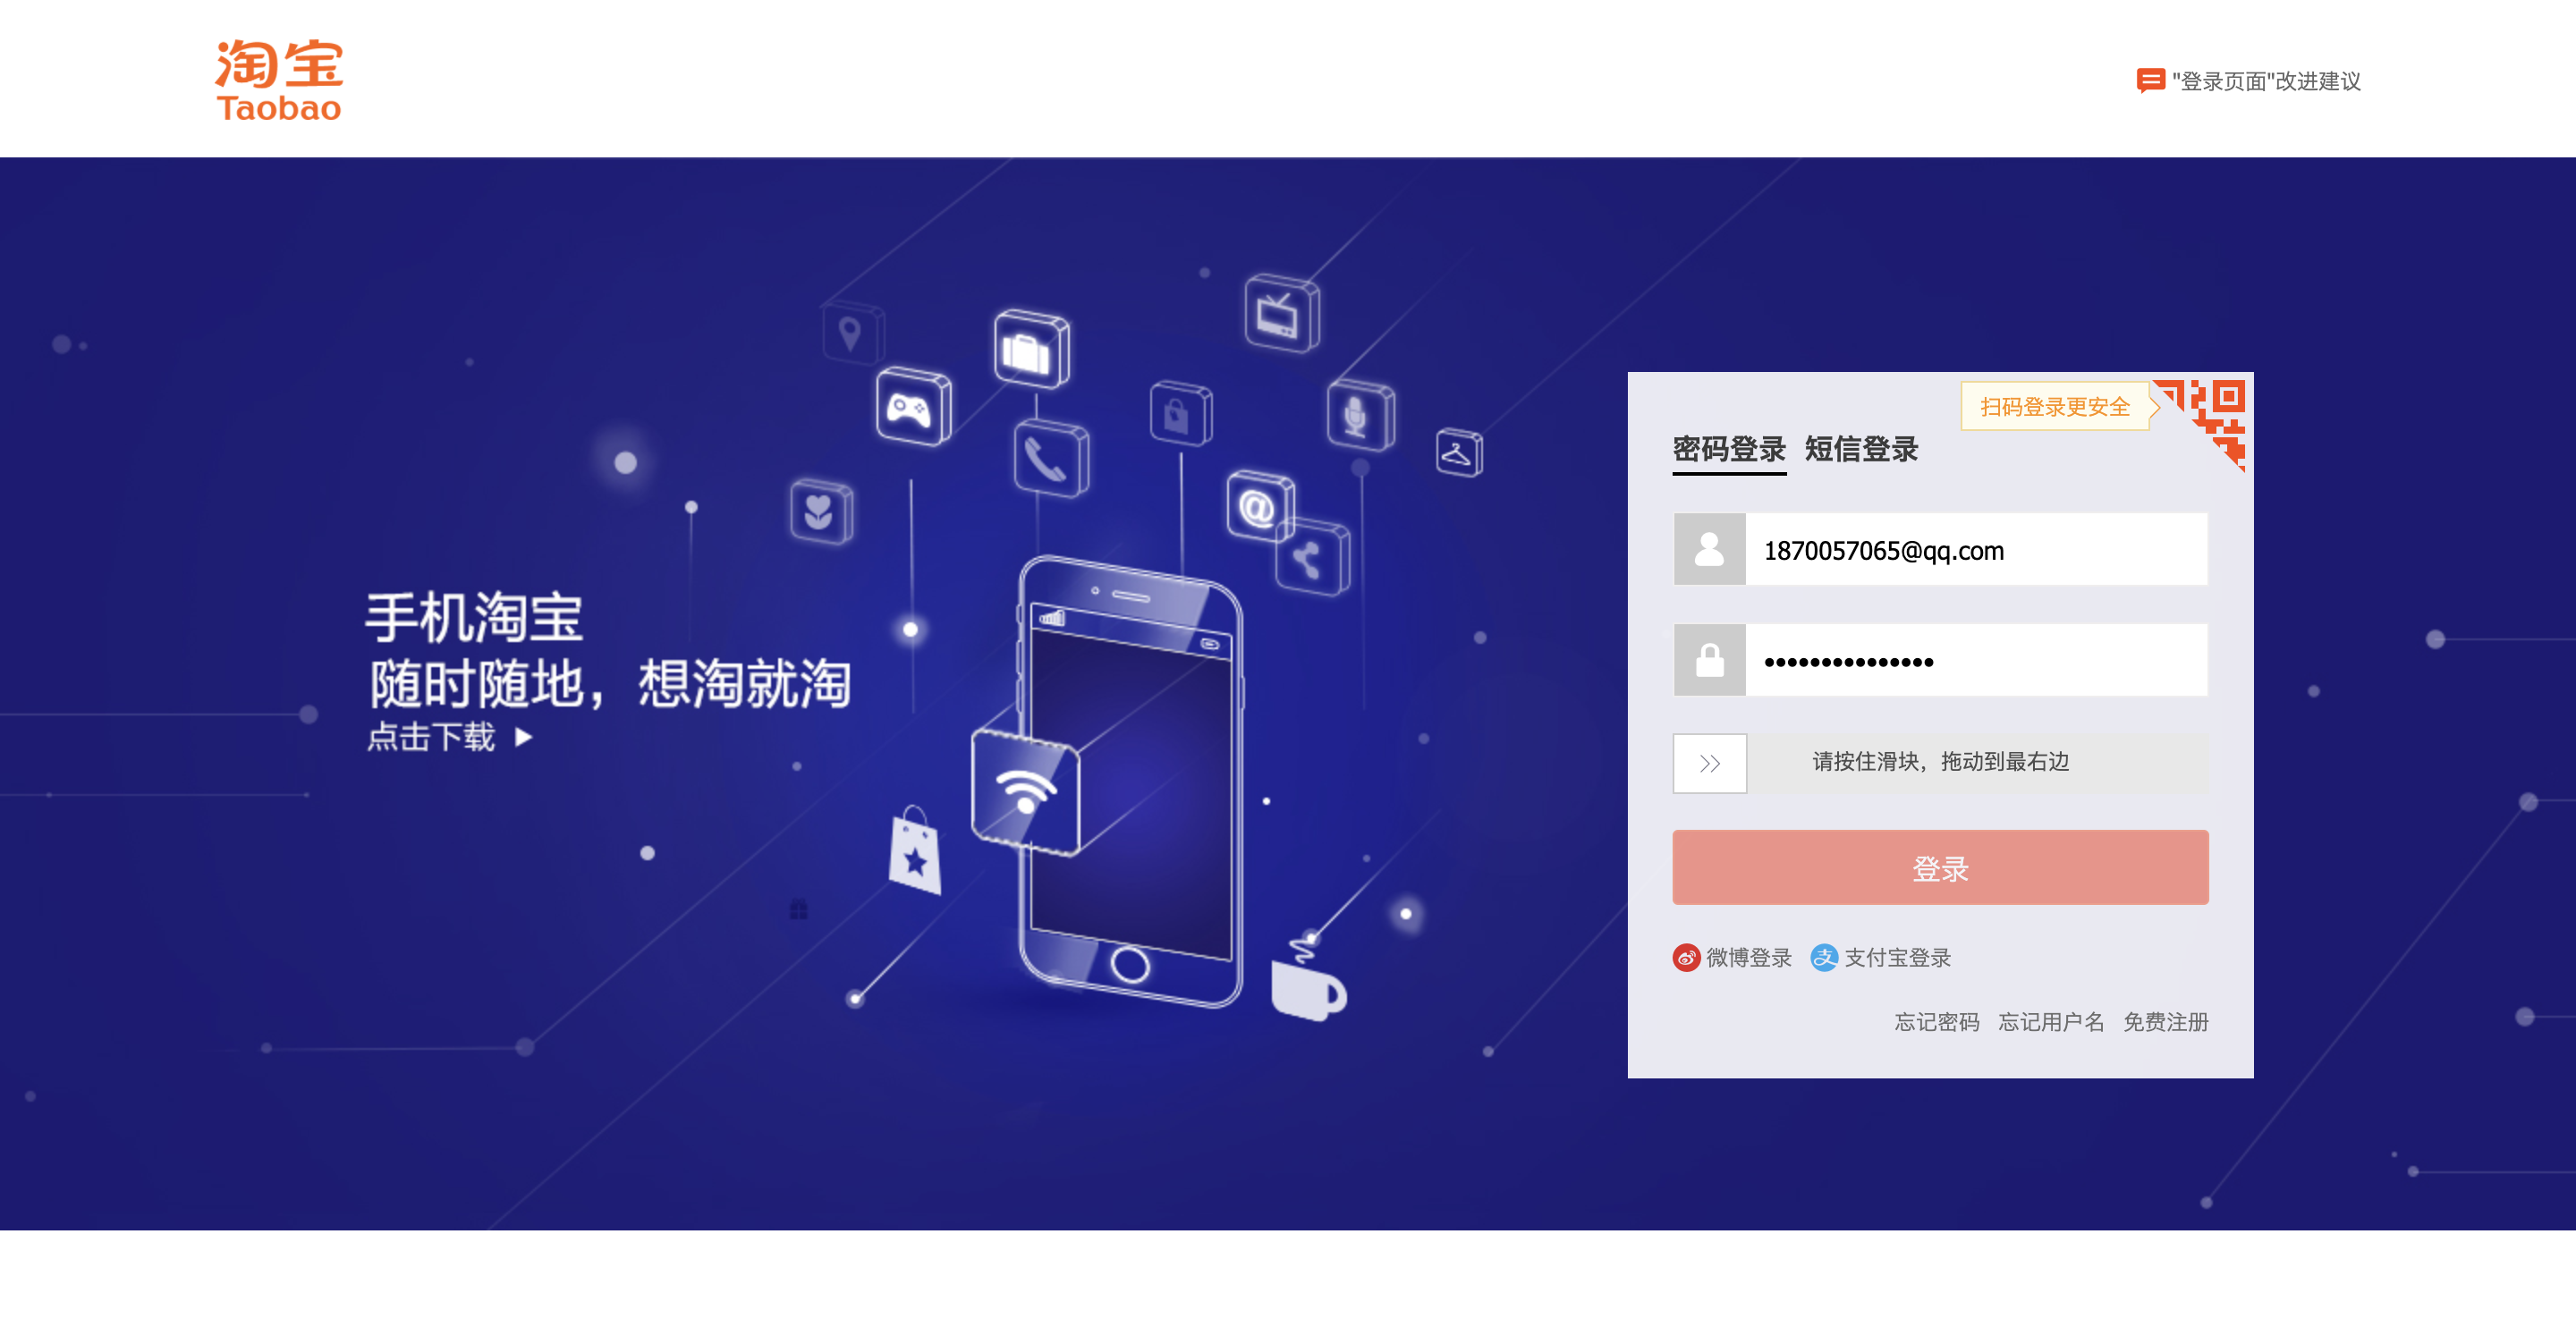 淘宝
Taobao
"登录页面"改进建议
手机淘宝
随时随地，想淘就淘
点击下载
扫码登录更安全
密码登录 短信登录
1870057065@qq.com
请按住滑块，拖动到最右边
登录
微博登录 支付宝登录
忘记密码 忘记用户名 免费注册